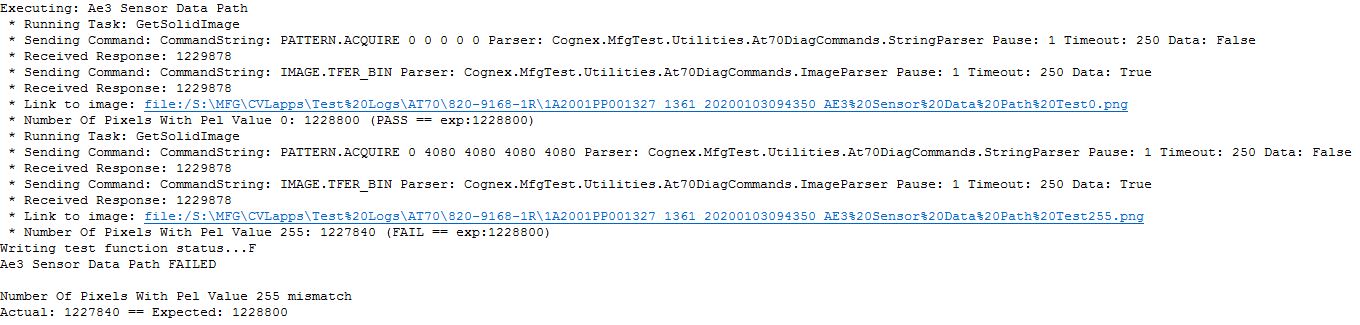 Executing: Ae3 Sensor Data Path
* Running Task: GetSolidImage
* Sending Command: CommandString: PATTERN.ACQUIRE 0 0 0 0 0 Parser: Cognex.MfgTest.Utilities.At70DiagCommands.StringParser Pause: 1 Timeout: 250 Data: False
* Received Response: 1229878
* Sending Command: CommandString: IMAGE.TFER_BIN Parser: Cognex.MfgTest.Utilities.At70DiagCommands.ImageParser Pause: 1 Timeout: 250 Data: True
* Received Response: 1229878
* Link to image: file:/S:\MFG\CVLapps\Test%20Logs\AT70\820-9168-1R\1A2001PP001327_1361_20200103094350_AE3%20Sensor%20Data%20Path%20Test0.png
* Number Of Pixels With Pel Value 0: 1228800 (PASS == exp:1228800)
* Running Task: GetSolidImage
* Sending Command: CommandString: PATTERN.ACQUIRE 0 4080 4080 4080 4080 Parser: Cognex.MfgTest.Utilities.At70DiagCommands.StringParser Pause: 1 Timeout: 250 Data: False
* Received Response: 1229878
* Sending Command: CommandString: IMAGE.TFER_BIN Parser: Cognex.MfgTest.Utilities.At70DiagCommands.ImageParser Pause: 1 Timeout: 250 Data: True
* Received Response: 1229878
* Link to image: file:/S:\MFG\CVLapps\Test%20Logs\AT70\820-9168-1R\1A2001PP001327_1361_20200103094350_AE3%20Sensor%20Data%20Path%20Test255.png
* Number Of Pixels With Pel Value 255: 1227840 (FAIL == exp:1228800)
Writing test function status...F
Ae3 Sensor Data Path FAILED
Number Of Pixels With Pel Value 255 mismatch
Actual: 1227840 == Expected: 1228800